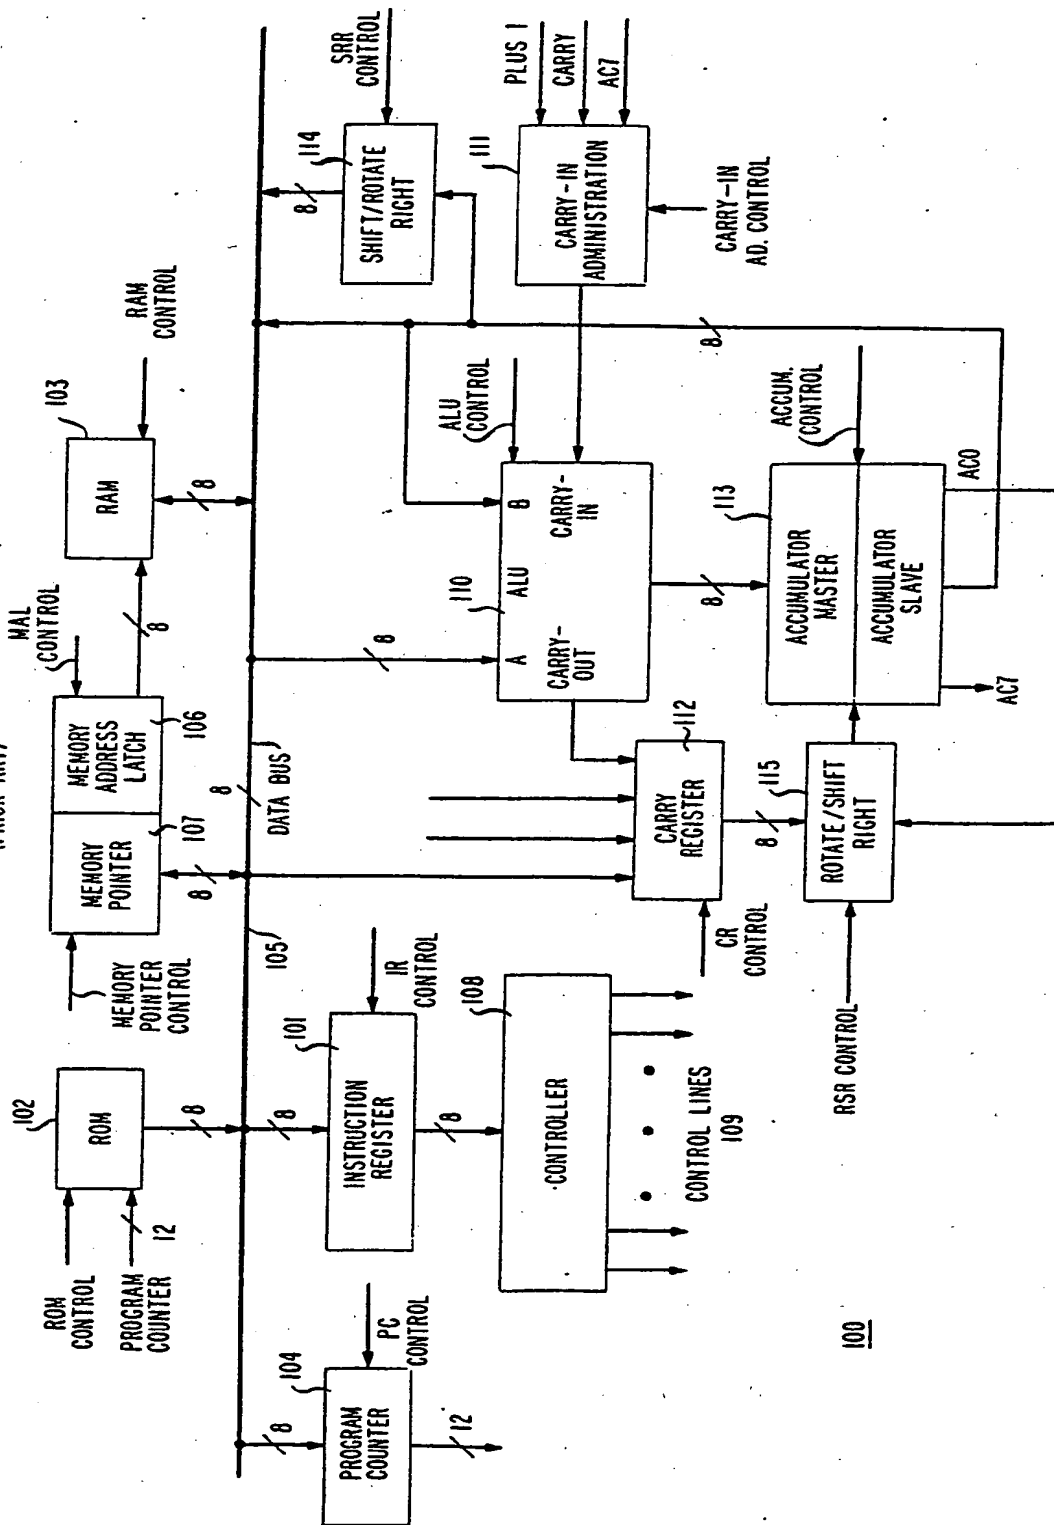 ROM
CONTROL
PROGRAM
COUNTER
12
102
ROM
8
MEMORY
POINTER
CONTROL
MEMORY
POINTER
107
MEMORY
ADDRESS
LATCH
106
MAL
CONTROL
8
8
103
RAM
RAM
CONTROL
8
105
8
DATA BUS
8
104
PROGRAM
COUNTER
PC
CONTROL
12
8
101
INSTRUCTION
REGISTER
IR
CONTROL
8
108
CONTROLLER
CONTROL LINES
109
8
110
A
ALU
B
CARRY-
OUT
CARRY-
IN
ALU
CONTROL
114
SHIFT/ROTATE
RIGHT
8
SRR
CONTROL
111
CARRY-IN
ADMINISTRATION
PLUS 1
CARRY
AC7
CARRY-IN
AD. CONTROL
112
CARRY
REGISTER
CR
CONTROL
8
115
ROTATE/SHIFT
RIGHT
RSR CONTROL
8
113
ACCUMULATOR
MASTER
ACCUMULATOR
SLAVE
ACCUM.
CONTROL
AC7
AC0
8
100